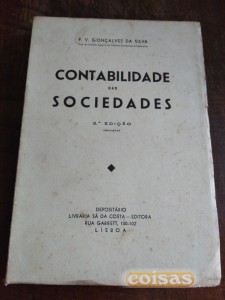 F. V. GONÇALVES DA SILVA
CONTABILIDADE
DAS
SOCIEDADES
2.ª EDIÇÃO
DEPOSITÁRIO
LIVRARIA SÁ DA COSTA — EDITORA
RUA GARRETT, 100-102
LISBOA
coisas